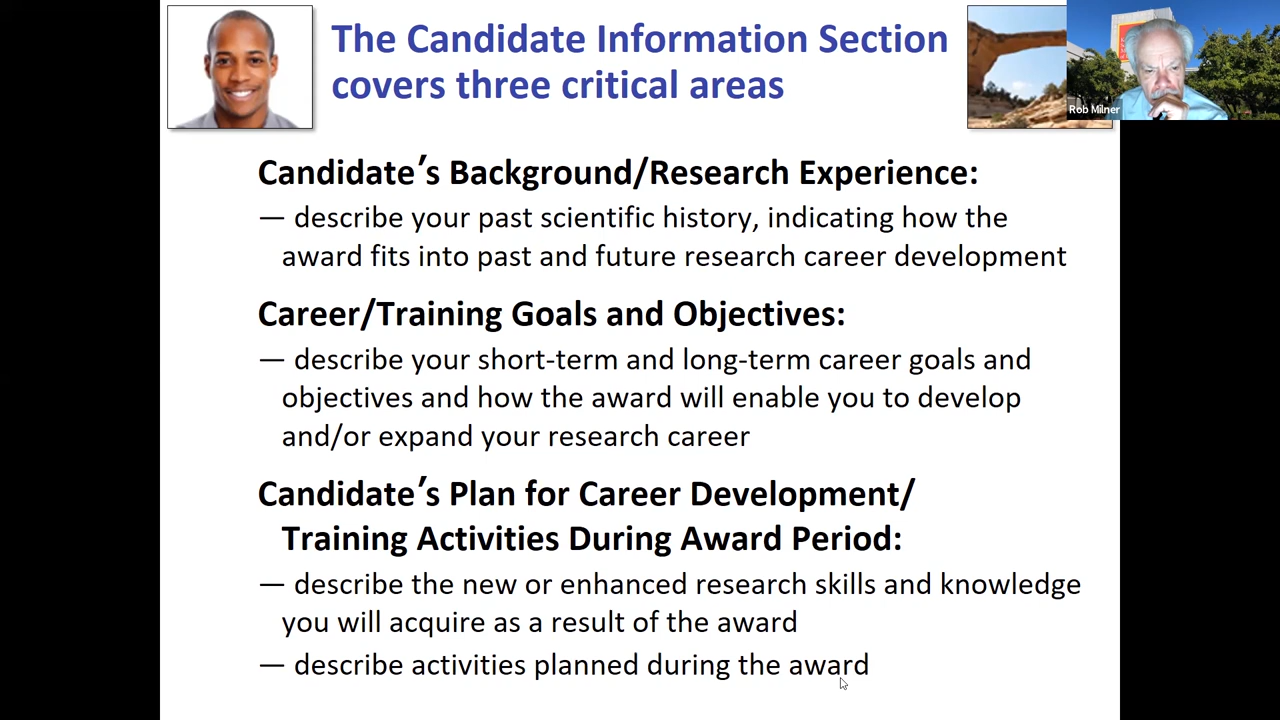 The Candidate Information Section
covers three critical areas
Rob Milner
Candidate’s Background/Research Experience:
— describe your past scientific history, indicating how the
award fits into past and future research career development
Career/Training Goals and Objectives:
— describe your short-term and long-term career goals and
objectives and how the award will enable you to develop
and/or expand your research career
Candidate’s Plan for Career Development/
Training Activities During Award Period:
— describe the new or enhanced research skills and knowledge
you will acquire as a result of the award
— describe activities planned during the award